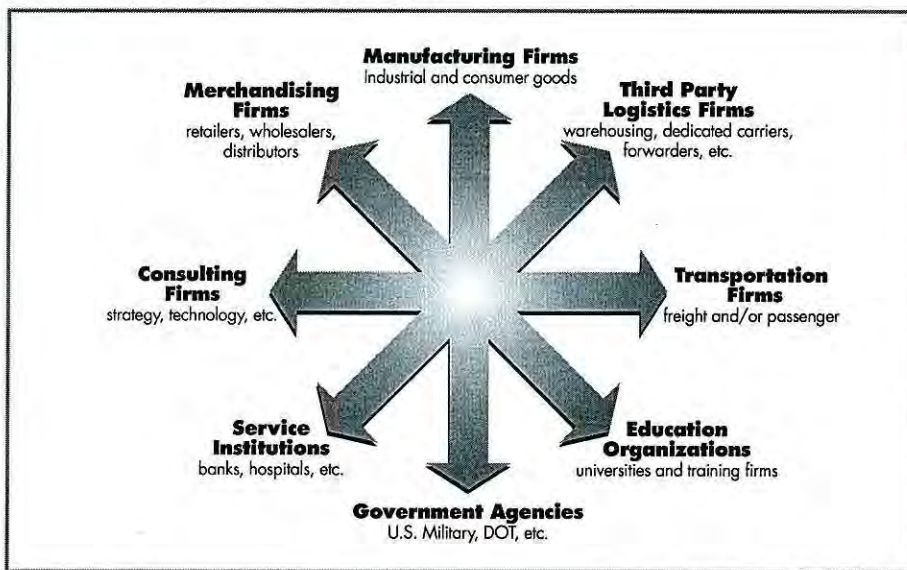 Manufacturing Firms
Industrial and consumer goods
Merchandising
Firms
retailers, wholesalers,
distributors
Third Party
Logistics Firms
warehousing, dedicated carriers,
forwarders, etc.
Consulting
Firms
strategy, technology, etc.
Transportation
Firms
freight and/or passenger
Service
Institutions
banks, hospitals, etc.
Education
Organizations
universities and training firms
Government Agencies
U.S. Military, DOT, etc.